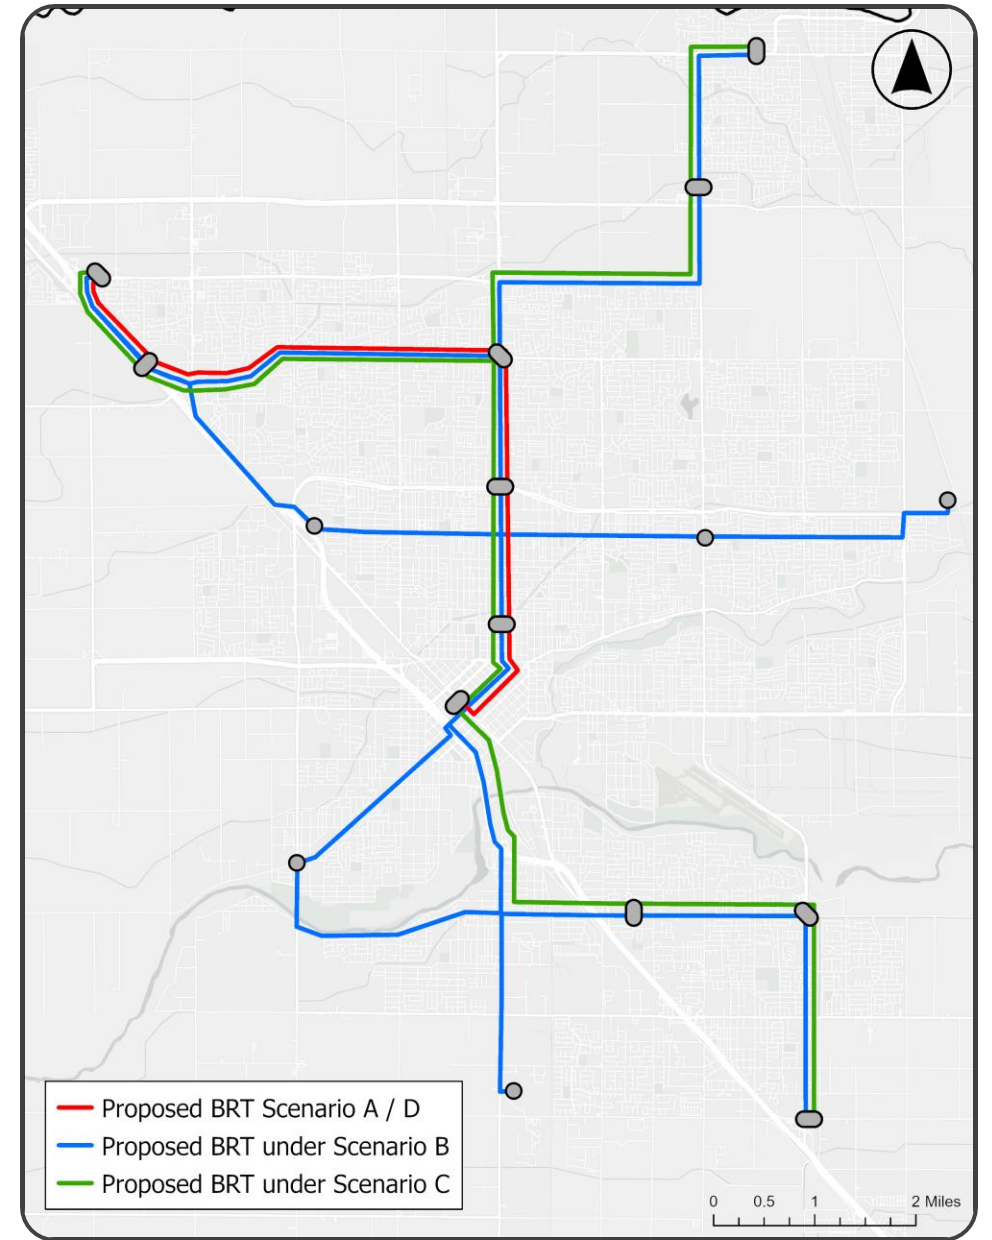 Proposed BRT Scenario A / D
Proposed BRT under Scenario B
Proposed BRT under Scenario C
0 0.5 1 2 Miles